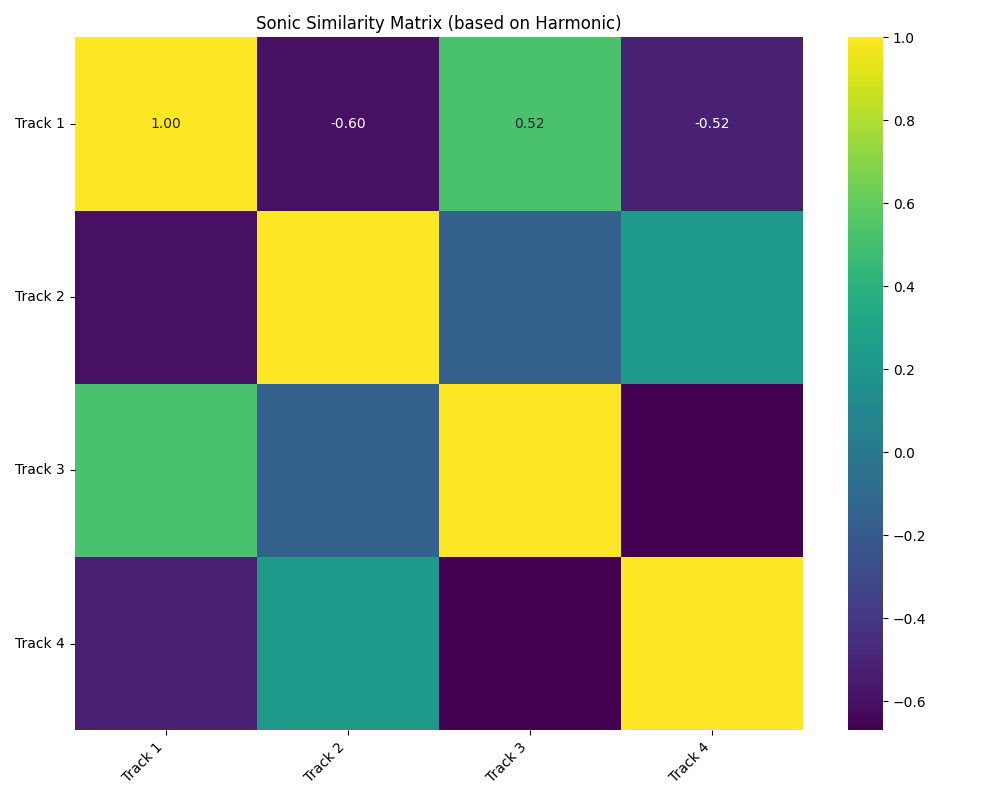 Sonic Similarity Matrix (based on Harmonic)
Track 1
1.00
-0.60
0.52
-0.52
Track 2
Track 3
Track 4
Track 1
Track 2
Track 3
Track 4
1.0
0.8
0.6
0.4
0.2
0.0
−0.2
−0.4
−0.6